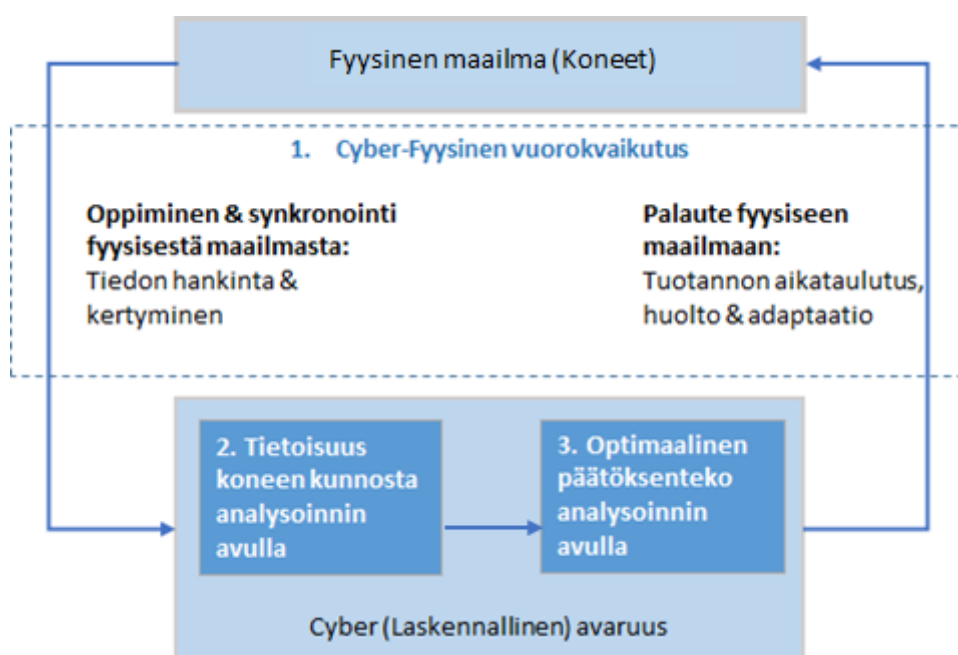 Fyysinen maailma (Koneet)
1. Cyber-Fyysinen vuorokvaikutus
Oppiminen & synkronointi
fyysisestä maailmasta:
Tiedon hankinta &
kertyminen
Palaute fyysiseen
maailmaan:
Tuotannon aikataulutus,
huolto & adaptaatio
2. Tietoisuus
koneen kunnosta
analysoinnin
avulla
3. Optimaalinen
päätöksenteko
analysoinnin
avulla
Cyber (Laskennallinen) avaruus